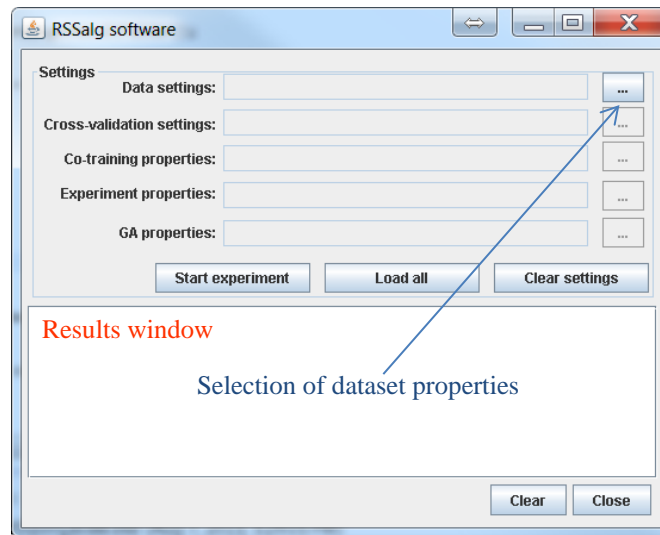 RSSalg software
Settings
Data settings:
...
Cross-validation settings:
...
Co-training properties:
...
Experiment properties:
...
GA properties:
...
Start experiment Load all Clear settings
Results window
Selection of dataset properties
Clear Close